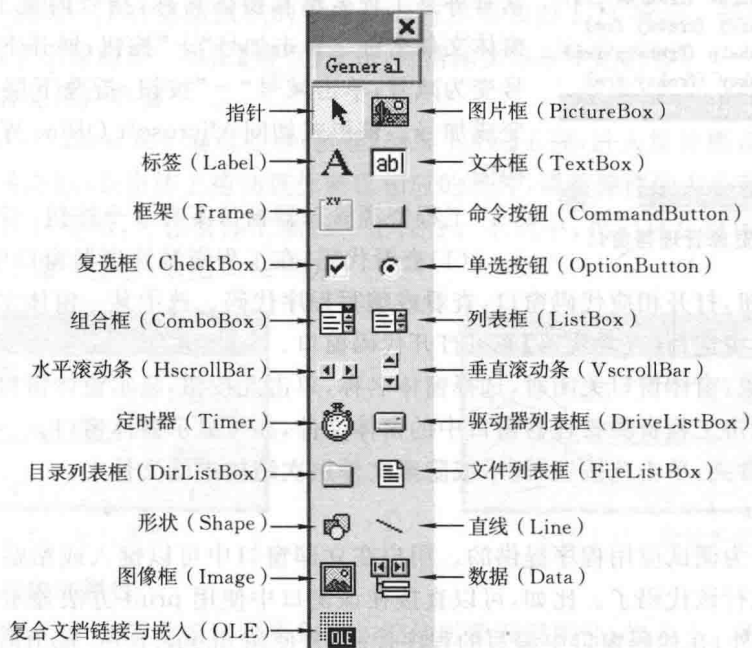 General
指针
图片框（PictureBox）
标签（Label）
A
ab
文本框（TextBox）
框架（Frame）
XY
命令按钮（CommandButton）
复选框（CheekBox）
单选按钮（OptionButton）
组合框（ComboBox）
列表框（ListBox）
水平滚动条（HscrollBar）
垂直滚动条（VscrollBar）
定时器（Timer）
驱动器列表框（DriveListBox）
目录列表框（DirListBox）
文件列表框（FileListBox）
形状（Shape）
直线（Line）
图像框（Image）
数据（Data）
复合文档链接与嵌入（OLE）
OLE